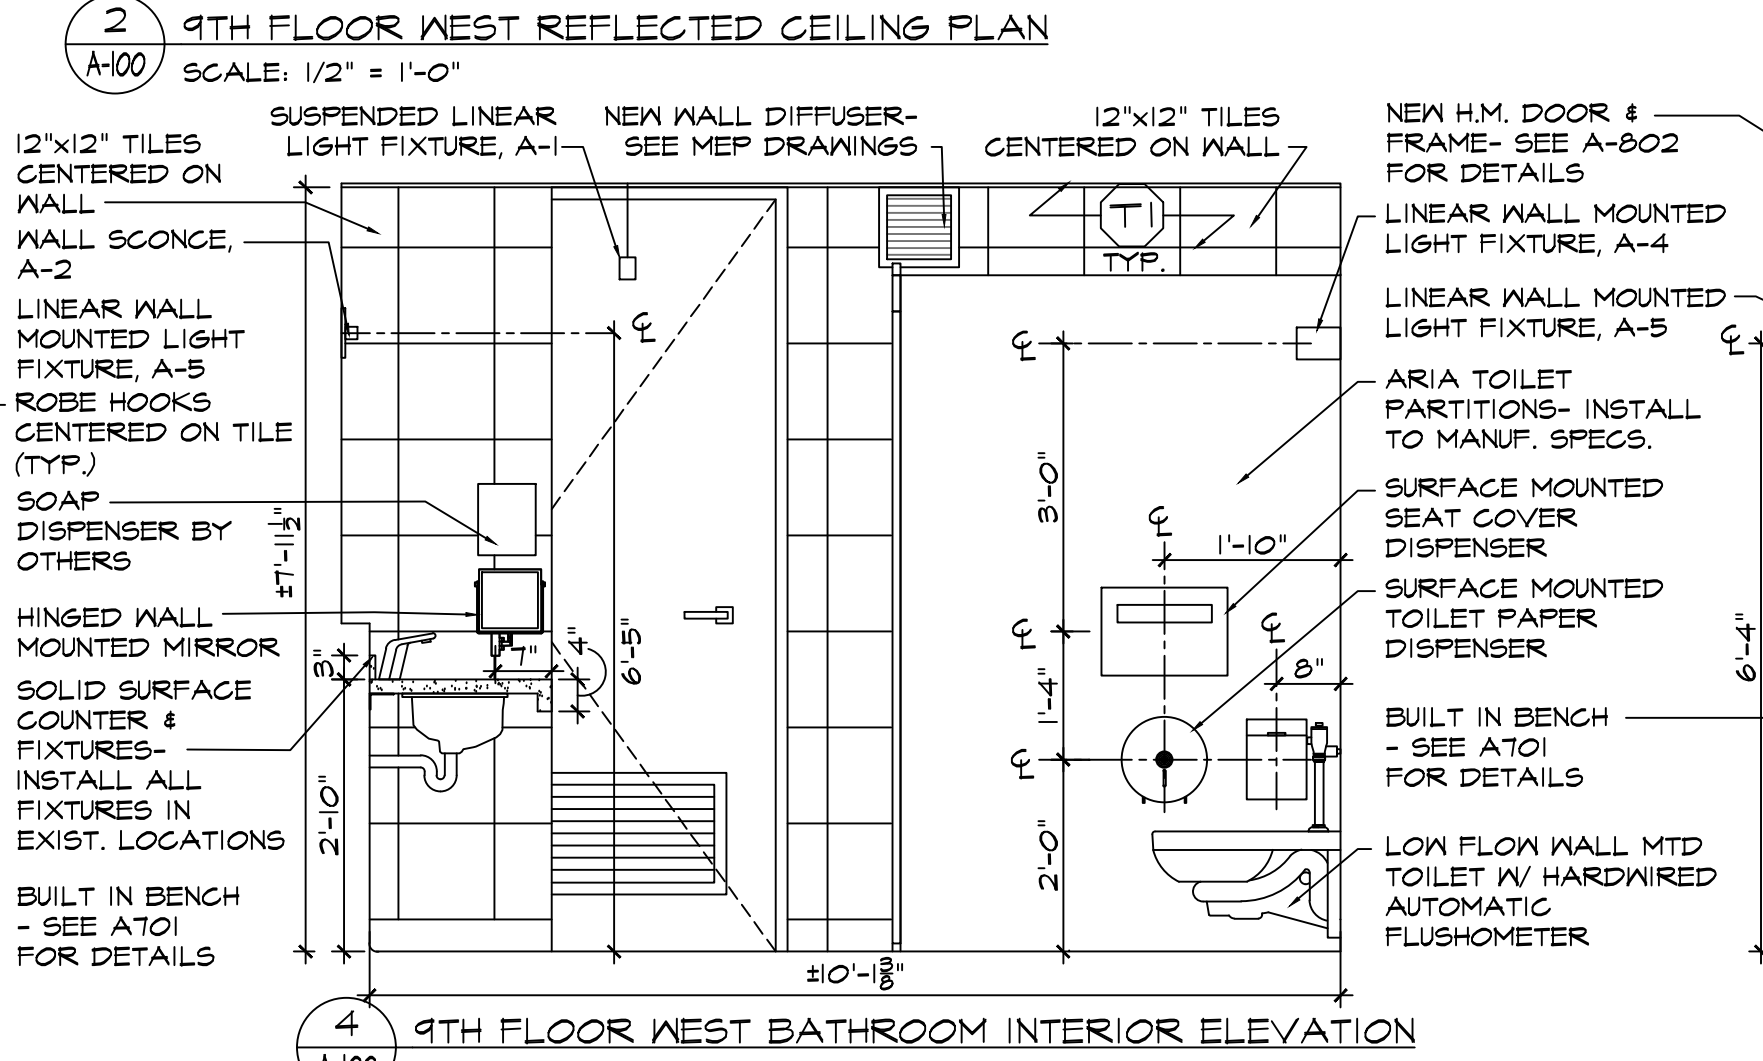 2
A-100
9TH FLOOR WEST REFLECTED CEILING PLAN
SCALE: 1/2" = 1'-0"
12"x12" TILES
CENTERED ON
WALL
WALL SCONCE,
A-2
LINEAR WALL
MOUNTED LIGHT
FIXTURE, A-5
ROBE HOOKS
CENTERED ON TILE
(TYP.)
SOAP
DISPENSER BY
OTHERS
HINGED WALL
MOUNTED MIRROR
SOLID SURFACE
COUNTER &
FIXTURES-
INSTALL ALL
FIXTURES IN
EXIST. LOCATIONS
BUILT IN BENCH
- SEE A701
FOR DETAILS
SUSPENDED LINEAR
LIGHT FIXTURE, A-1
NEW WALL DIFFUSER-
SEE MEP DRAWINGS
12"x12" TILES
CENTERED ON WALL
T1
TYP.
±7'-11 1/2"
3"
2'-10"
7"
4"
6'-5"
℄
℄
℄
℄
℄
℄
3'-0"
1'-4"
2'-0"
1'-10"
8"
±10'-1 3/8"
NEW H.M. DOOR &
FRAME- SEE A-802
FOR DETAILS
LINEAR WALL MOUNTED
LIGHT FIXTURE, A-4
LINEAR WALL MOUNTED
LIGHT FIXTURE, A-5
℄
ARIA TOILET
PARTITIONS- INSTALL
TO MANUF. SPECS.
SURFACE MOUNTED
SEAT COVER
DISPENSER
SURFACE MOUNTED
TOILET PAPER
DISPENSER
6'-4"
BUILT IN BENCH
- SEE A701
FOR DETAILS
LOW FLOW WALL MTD
TOILET W/ HARDWIRED
AUTOMATIC
FLUSHOMETER
4
A-100
9TH FLOOR WEST BATHROOM INTERIOR ELEVATION